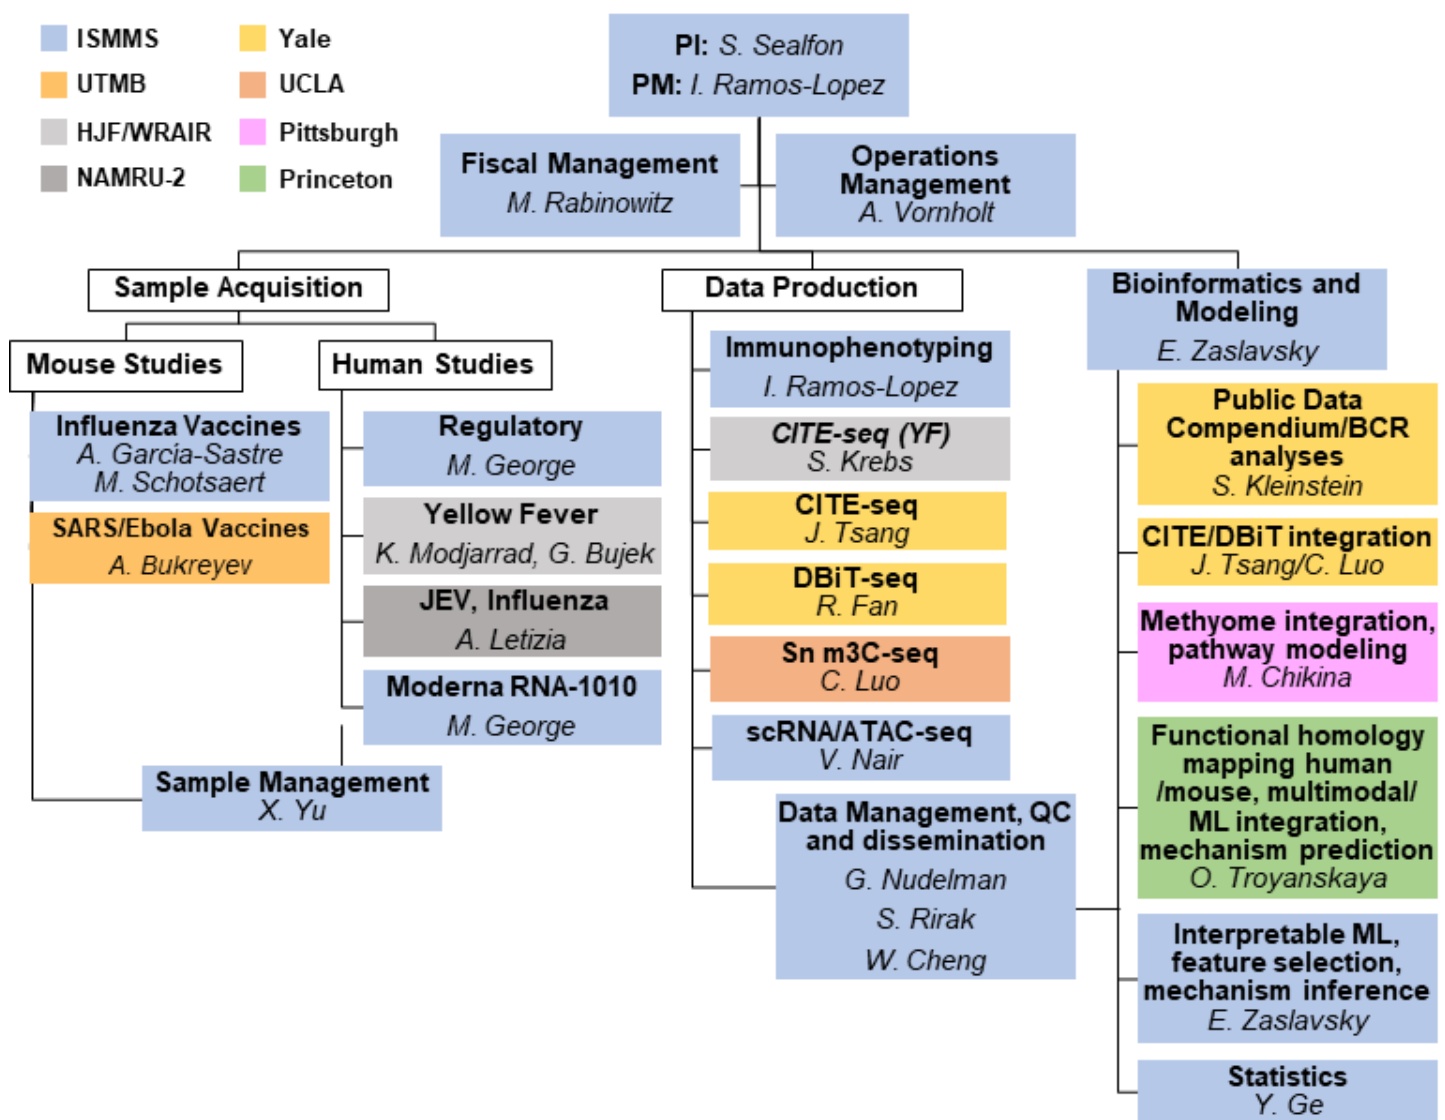 ISMMS
Yale
UTMB
UCLA
HJF/WRAIR
Pittsburgh
NAMRU-2
Princeton
PI: S. Sealfon
PM: I. Ramos-Lopez
Fiscal Management
M. Rabinowitz
Operations
Management
A. Vornholt
Sample Acquisition
Mouse Studies
Influenza Vaccines
A. Garcia-Sastre
M. Schotsaert
SARS/Ebola Vaccines
A. Bukreyev
Human Studies
Regulatory
M. George
Yellow Fever
K. Modjarrad, G. Bujek
JEV, Influenza
A. Letizia
Moderna RNA-1010
M. George
Sample Management
X. Yu
Data Production
Immunophenotyping
I. Ramos-Lopez
CITE-seq (YF)
S. Krebs
CITE-seq
J. Tsang
DBiT-seq
R. Fan
Sn m3C-seq
C. Luo
scRNA/ATAC-seq
V. Nair
Data Management, QC
and dissemination
G. Nudelman
S. Rirak
W. Cheng
Bioinformatics and
Modeling
E. Zaslavsky
Public Data
Compendium/BCR
analyses
S. Kleinstein
CITE/DBiT integration
J. Tsang/C. Luo
Methyome integration,
pathway modeling
M. Chikina
Functional homology
mapping human
/mouse, multimodal/
ML integration,
mechanism prediction
O. Troyanskaya
Interpretable ML,
feature selection,
mechanism inference
E. Zaslavsky
Statistics
Y. Ge